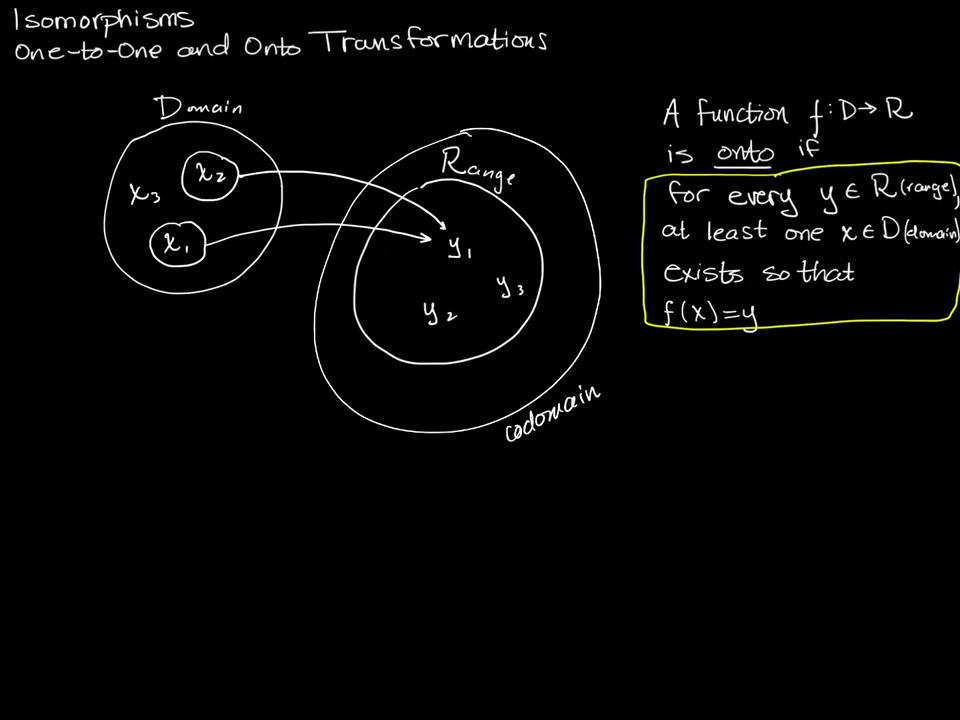 Isomorphisms
One-to-One and Onto Transformations
Domain
x₂
x₃
x₁
Range
y₁
y₃
y₂
codomain
A function f: D → R
is onto if
for every y ∈ R (range),
at least one x ∈ D (domain)
exists so that
f(x) = y